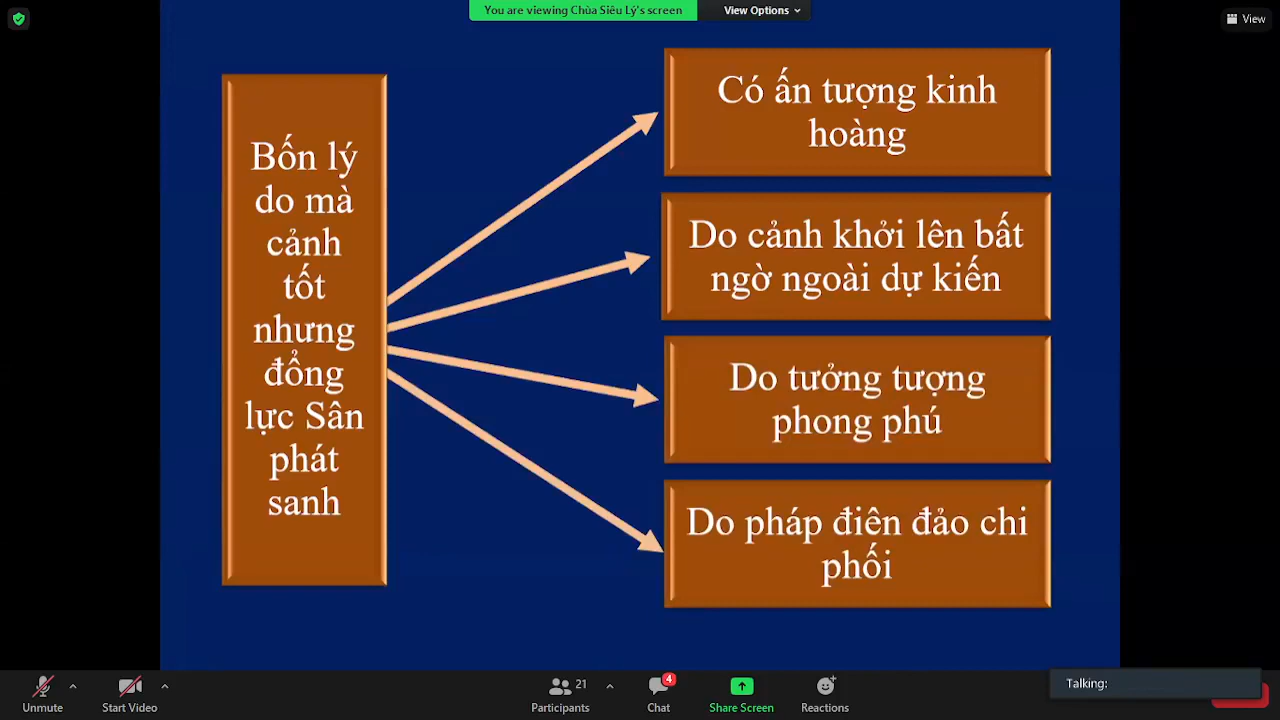 You are viewing Chùa Siêu Lý's screen
View Options
View
Bốn lý
do mà
cảnh
tốt
nhưng
đổng
lực Sân
phát
sanh
Có ấn tượng kinh
hoàng
Do cảnh khởi lên bất
ngờ ngoài dự kiến
Do tưởng tượng
phong phú
Do pháp điên đảo chi
phối
Talking:
Unmute
Start Video
21
Participants
4
Chat
Share Screen
Reactions